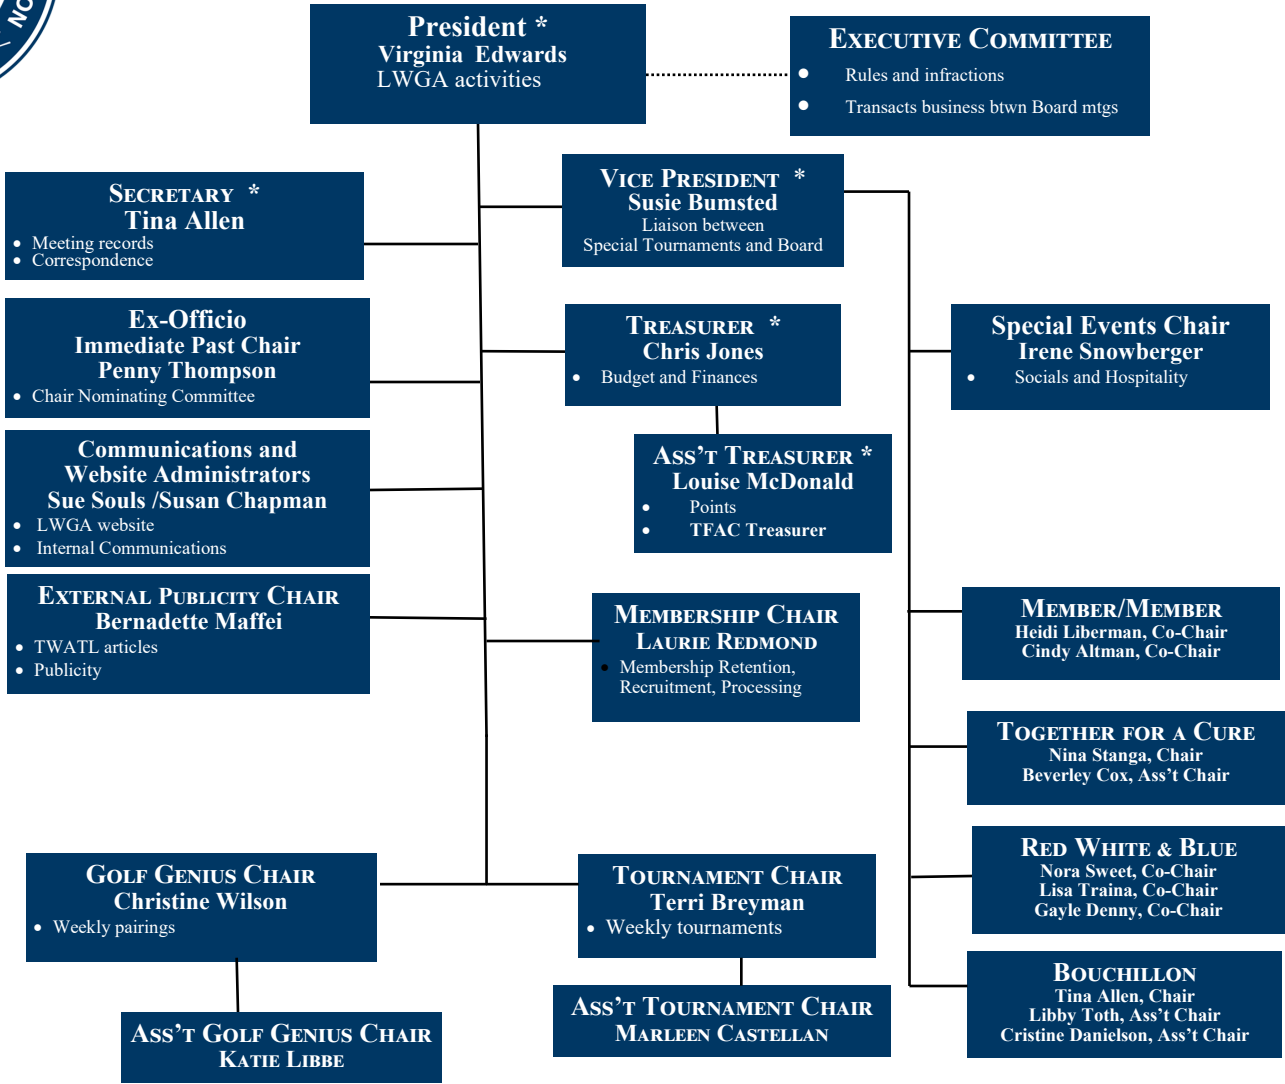 NO
President *
Virginia Edwards
LWGA activities
EXECUTIVE COMMITTEE
• Rules and infractions
• Transacts business btwn Board mtgs
SECRETARY *
Tina Allen
• Meeting records
• Correspondence
VICE PRESIDENT *
Susie Bumsted
Liaison between
Special Tournaments and Board
Ex-Officio
Immediate Past Chair
Penny Thompson
• Chair Nominating Committee
TREASURER *
Chris Jones
• Budget and Finances
Special Events Chair
Irene Snowberger
• Socials and Hospitality
Communications and
Website Administrators
Sue Souls /Susan Chapman
• LWGA website
• Internal Communications
ASS’T TREASURER *
Louise McDonald
• Points
• TFAC Treasurer
EXTERNAL PUBLICITY CHAIR
Bernadette Maffei
• TWATL articles
• Publicity
MEMBERSHIP CHAIR
LAURIE REDMOND
• Membership Retention,
Recruitment, Processing
MEMBER/MEMBER
Heidi Liberman, Co-Chair
Cindy Altman, Co-Chair
TOGETHER FOR A CURE
Nina Stanga, Chair
Beverley Cox, Ass’t Chair
RED WHITE & BLUE
Nora Sweet, Co-Chair
Lisa Traina, Co-Chair
Gayle Denny, Co-Chair
GOLF GENIUS CHAIR
Christine Wilson
• Weekly pairings
TOURNAMENT CHAIR
Terri Breyman
• Weekly tournaments
BOUCHILLON
Tina Allen, Chair
Libby Toth, Ass’t Chair
Cristine Danielson, Ass’t Chair
ASS’T GOLF GENIUS CHAIR
KATIE LIBBE
ASS’T TOURNAMENT CHAIR
MARLEEN CASTELLAN